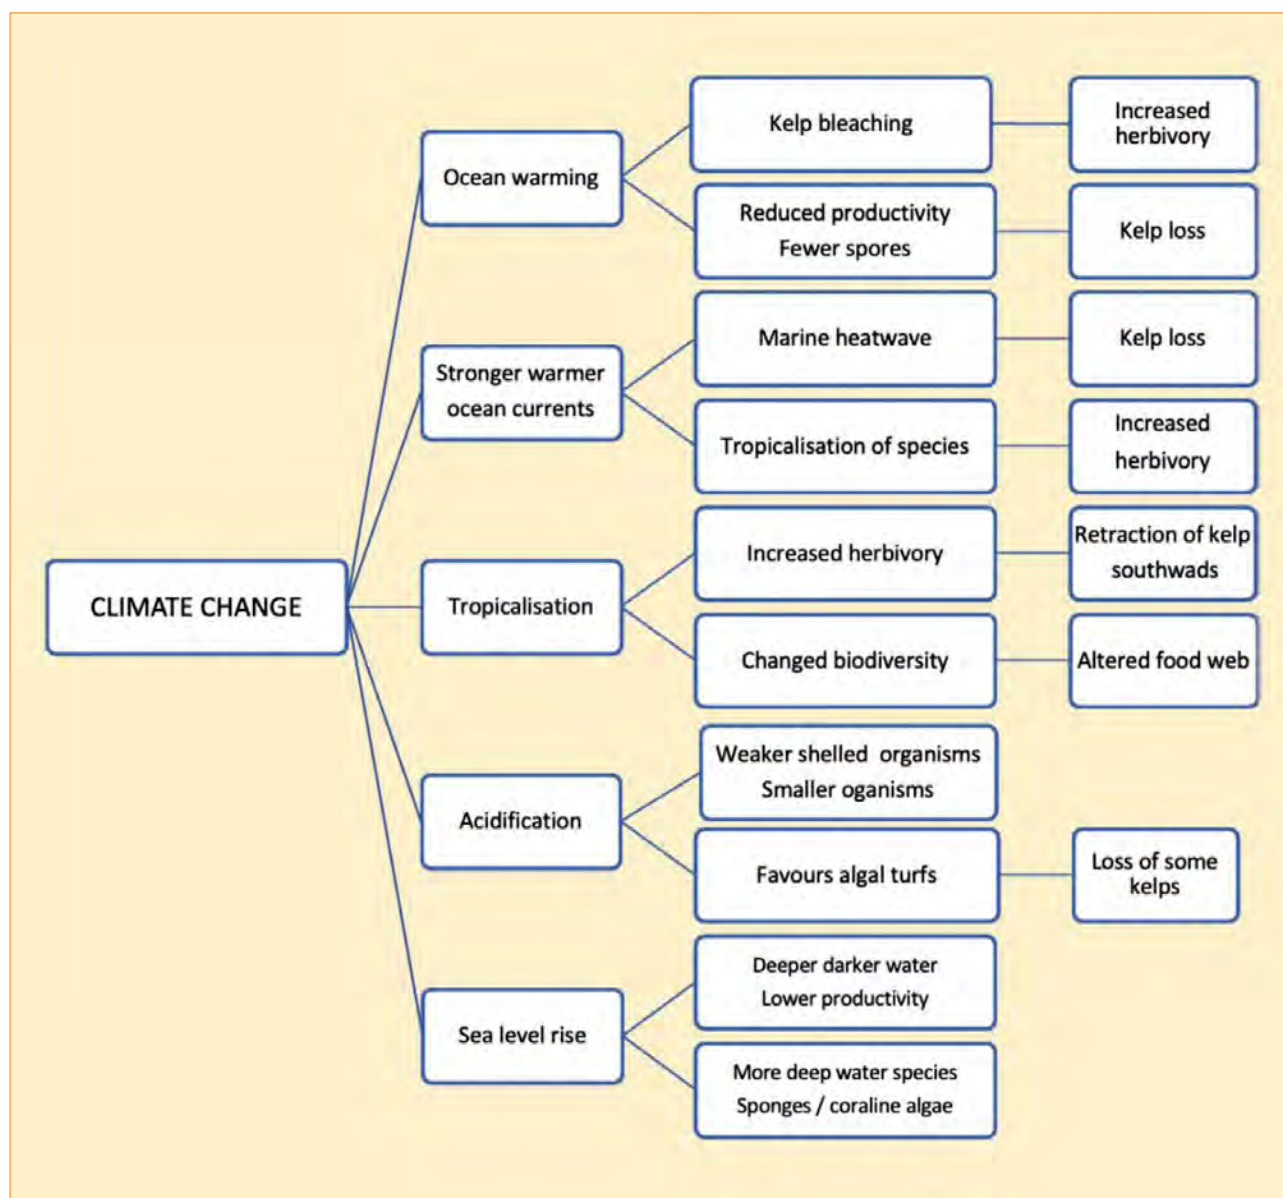 CLIMATE CHANGE
Ocean warming
Kelp bleaching
Increased
herbivory
Reduced productivity
Fewer spores
Kelp loss
Stronger warmer
ocean currents
Marine heatwave
Kelp loss
Tropicalisation of species
Increased
herbivory
Tropicalisation
Increased herbivory
Retraction of kelp
southwads
Changed biodiversity
Altered food web
Acidification
Weaker shelled organisms
Smaller oganisms
Favours algal turfs
Loss of some
kelps
Sea level rise
Deeper darker water
Lower productivity
More deep water species
Sponges / coraline algae